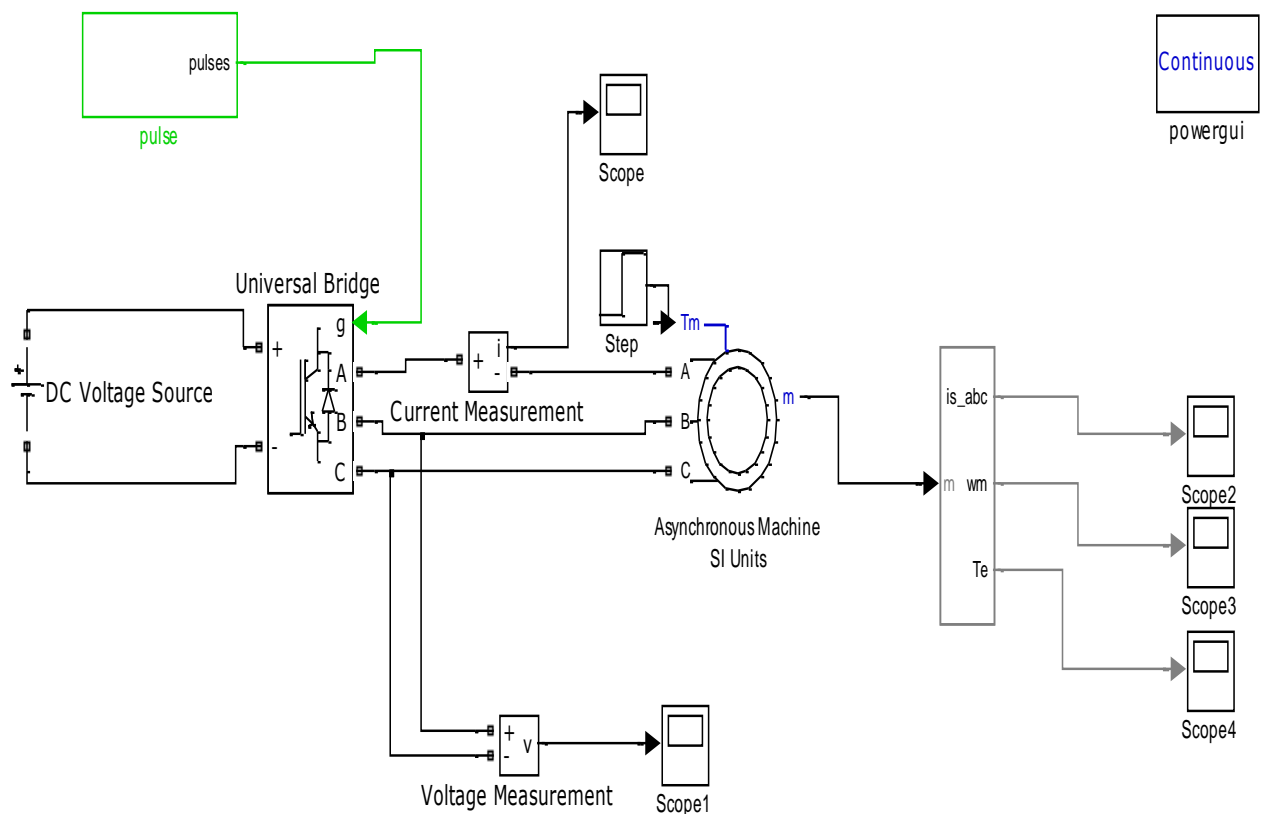 pulses
pulse
Continuous
powergui
Scope
Universal Bridge
g
+
A
B
-
C
+
DC Voltage Source
+
i
-
Current Measurement
Step
Tm
A
B
C
m
Asynchronous Machine
SI Units
is_abc
m wm
Te
Scope2
Scope3
Scope4
+
-
v
Voltage Measurement
Scope1